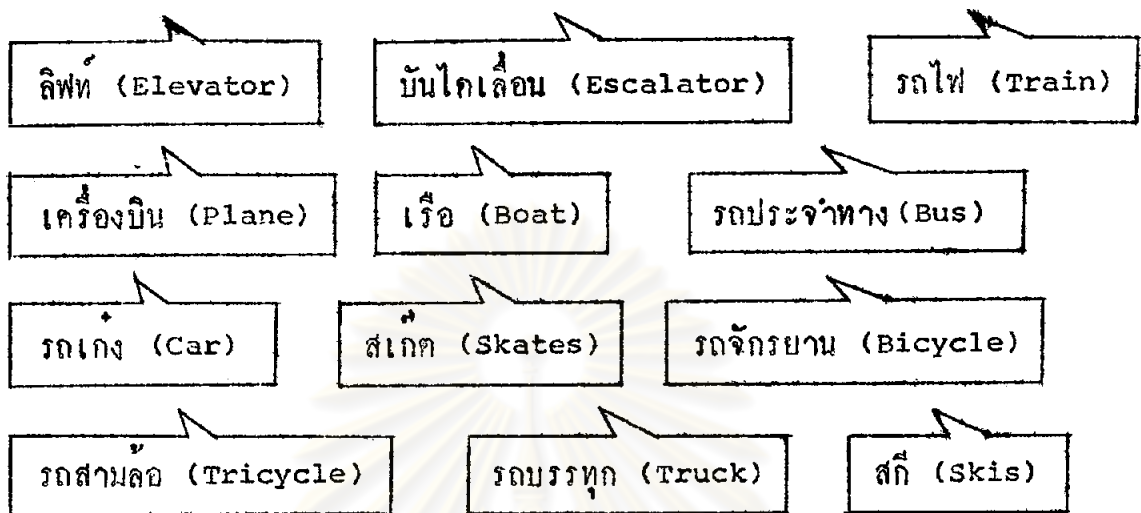 ลิฟท์ (Elevator) บันไดเลื่อน (Escalator) รถไฟ (Train)
เครื่องบิน (Plane) เรือ (Boat) รถประจำทาง (Bus)
รถเก๋ง (Car) สเก๊ต (Skates) รถจักรยาน (Bicycle)
รถสามล้อ (Tricycle) รถบรรทุก (Truck) สกี (Skis)